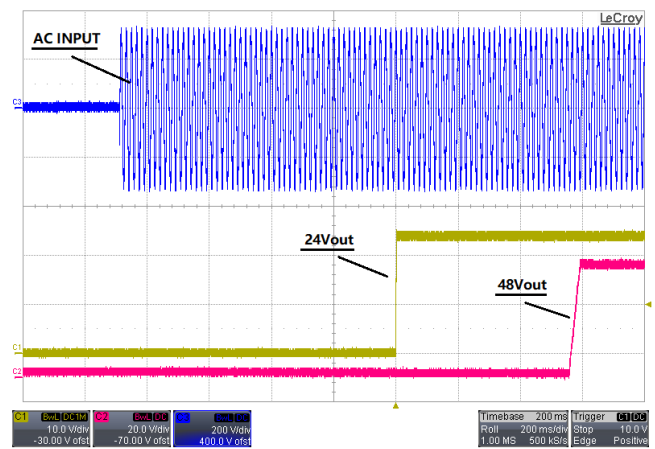 LeCroy
AC INPUT
C3
24Vout
48Vout
C1
C2
C1 BwL DC1M
10.0 V/div
-30.00 V ofst
C2 BwL DC
20.0 V/div
-70.00 V ofst
200 V/div
400.0 V ofst
Timebase 200 ms
Roll 200 ms/div
1.00 MS 500 kS/s
Trigger C1 DC
Stop 10.0 V
Edge Positive